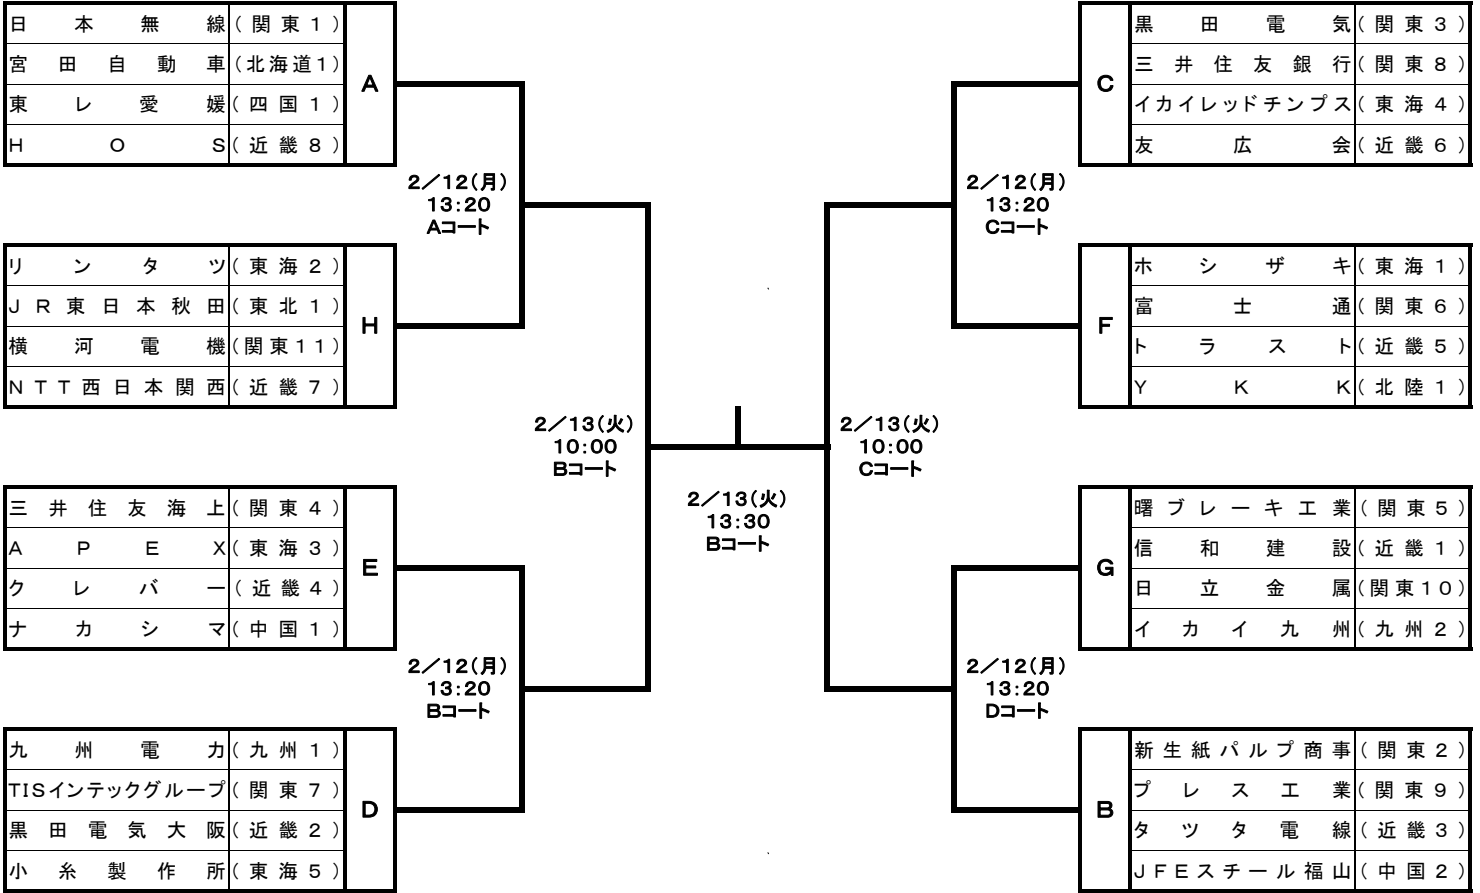 日本無線(関東1)
宮田自動車(北海道1)
東レ愛媛(四国1)
HOS(近畿8)
A
2/12(月)
13:20
Aコート
リンタツ(東海2)
JR東日本秋田(東北1)
横河電機(関東11)
NTT西日本関西(近畿7)
H
2/13(火)
10:00
Bコート
三井住友海上(関東4)
APEX(東海3)
クレバー(近畿4)
ナカシマ(中国1)
E
2/12(月)
13:20
Bコート
九州電力(九州1)
TISインテックグループ(関東7)
黒田電気大阪(近畿2)
小糸製作所(東海5)
D
2/13(火)
13:30
Bコート
C
黒田電気(関東3)
三井住友銀行(関東8)
イカイレッドチンプス(東海4)
友広会(近畿6)
2/12(月)
13:20
Cコート
F
ホシザキ(東海1)
富士通(関東6)
トラスト(近畿5)
YKK(北陸1)
2/13(火)
10:00
Cコート
G
曙ブレーキ工業(関東5)
信和建設(近畿1)
日立金属(関東10)
イカイ九州(九州2)
2/12(月)
13:20
Dコート
B
新生紙パルプ商事(関東2)
プレス工業(関東9)
タツタ電線(近畿3)
JFEスチール福山(中国2)